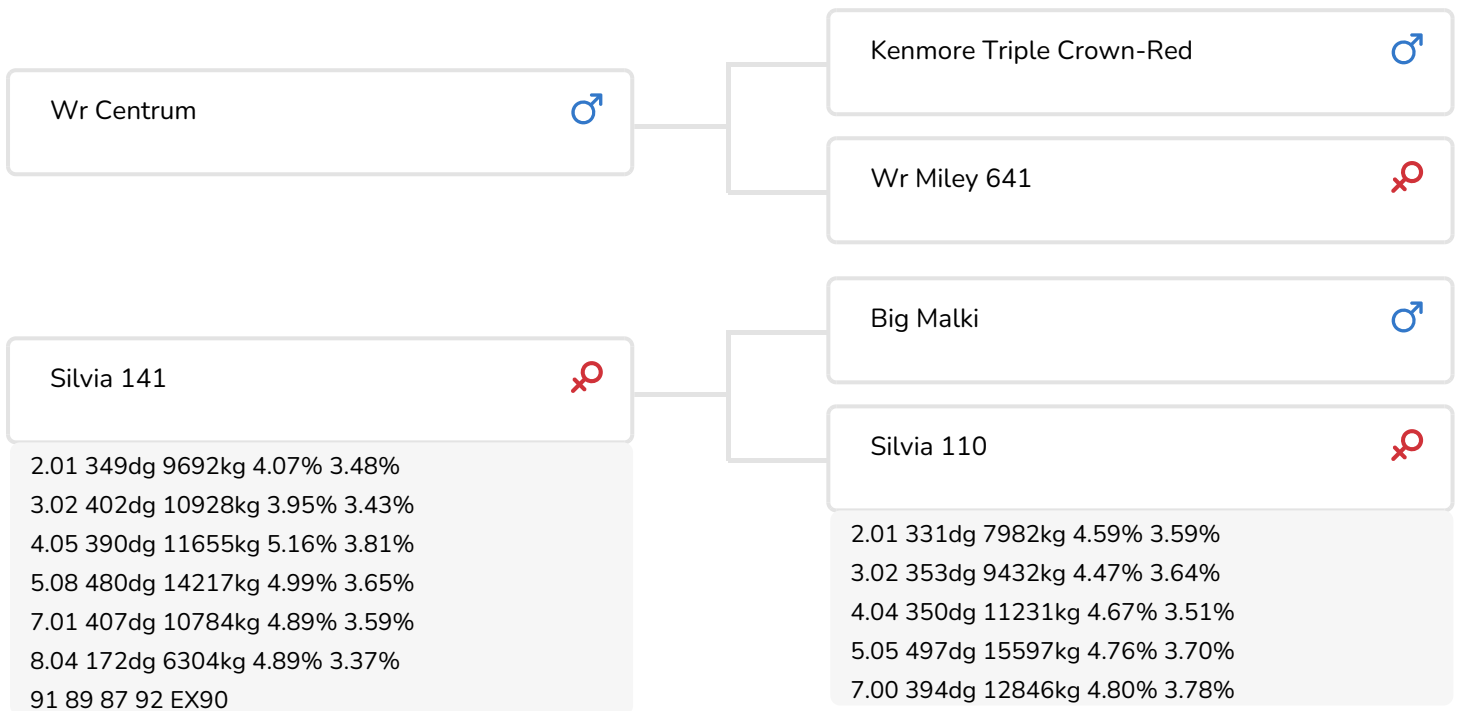 Wr Centrum
Kenmore Triple Crown-Red
Wr Miley 641
Silvia 141
2.01 349dg 9692kg 4.07% 3.48%
3.02 402dg 10928kg 3.95% 3.43%
4.05 390dg 11655kg 5.16% 3.81%
5.08 480dg 14217kg 4.99% 3.65%
7.01 407dg 10784kg 4.89% 3.59%
8.04 172dg 6304kg 4.89% 3.37%
91 89 87 92 EX90
Big Malki
Silvia 110
2.01 331dg 7982kg 4.59% 3.59%
3.02 353dg 9432kg 4.47% 3.64%
4.04 350dg 11231kg 4.67% 3.51%
5.05 497dg 15597kg 4.76% 3.70%
7.00 394dg 12846kg 4.80% 3.78%